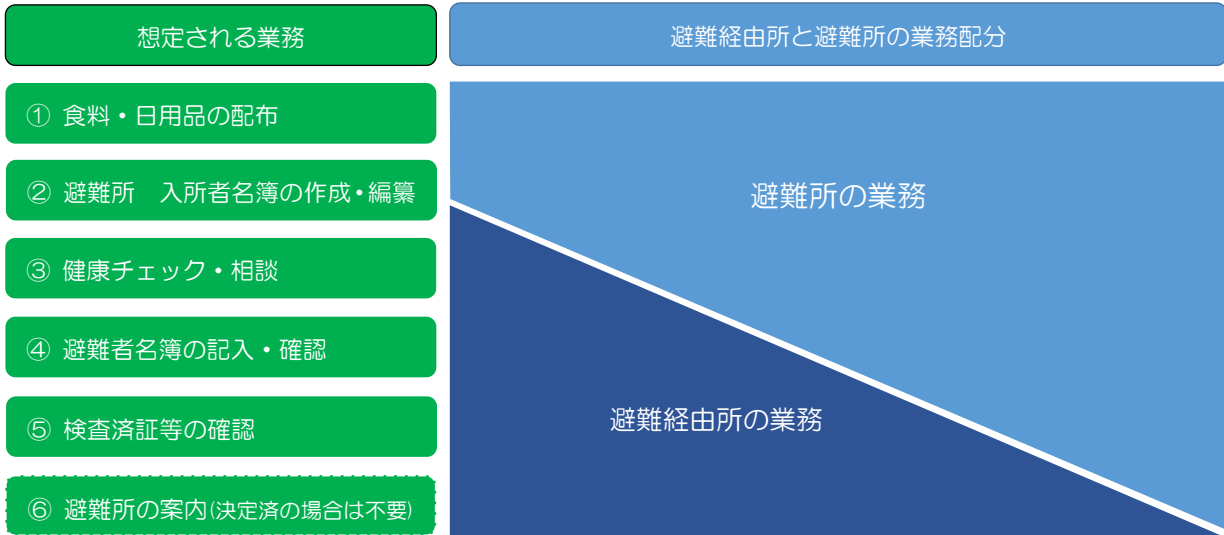 想定される業務
避難経由所と避難所の業務配分
① 食料・日用品の配布
② 避難所　入所者名簿の作成・編纂
③ 健康チェック・相談
④ 避難者名簿の記入・確認
⑤ 検査済証等の確認
⑥ 避難所の案内(決定済の場合は不要)
避難所の業務
避難経由所の業務